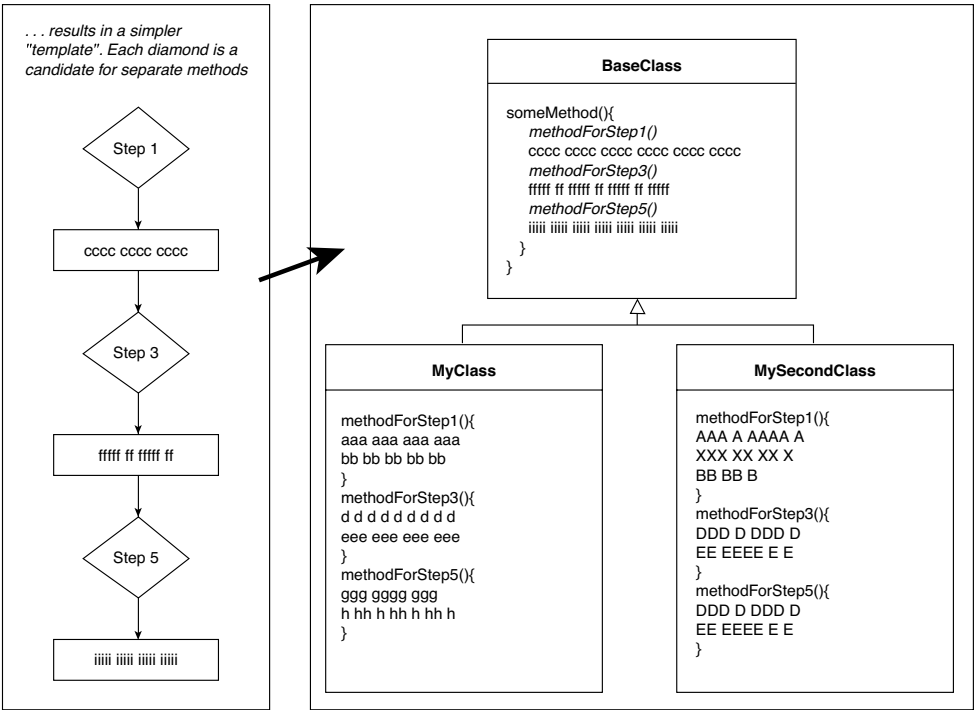 . . . results in a simpler
"template". Each diamond is a
candidate for separate methods
Step 1
cccc cccc cccc
Step 3
fffff ff fffff ff
Step 5
iiiii iiiii iiiii iiiii
BaseClass
someMethod(){
methodForStep1()
cccc cccc cccc cccc cccc cccc
methodForStep3()
fffff ff fffff ff fffff ff fffff
methodForStep5()
iiiii iiiii iiiii iiiii iiiii iiiii iiiii
}
}
MyClass
methodForStep1(){
aaa aaa aaa aaa
bb bb bb bb bb
}
methodForStep3(){
d d d d d d d d d
eee eee eee eee
}
methodForStep5(){
ggg gggg ggg
h hh h hh h hh h
}
MySecondClass
methodForStep1(){
AAA A AAAA A
XXX XX XX X
BB BB B
}
methodForStep3(){
DDD D DDD D
EE EEEE E E
}
methodForStep5(){
DDD D DDD D
EE EEEE E E
}